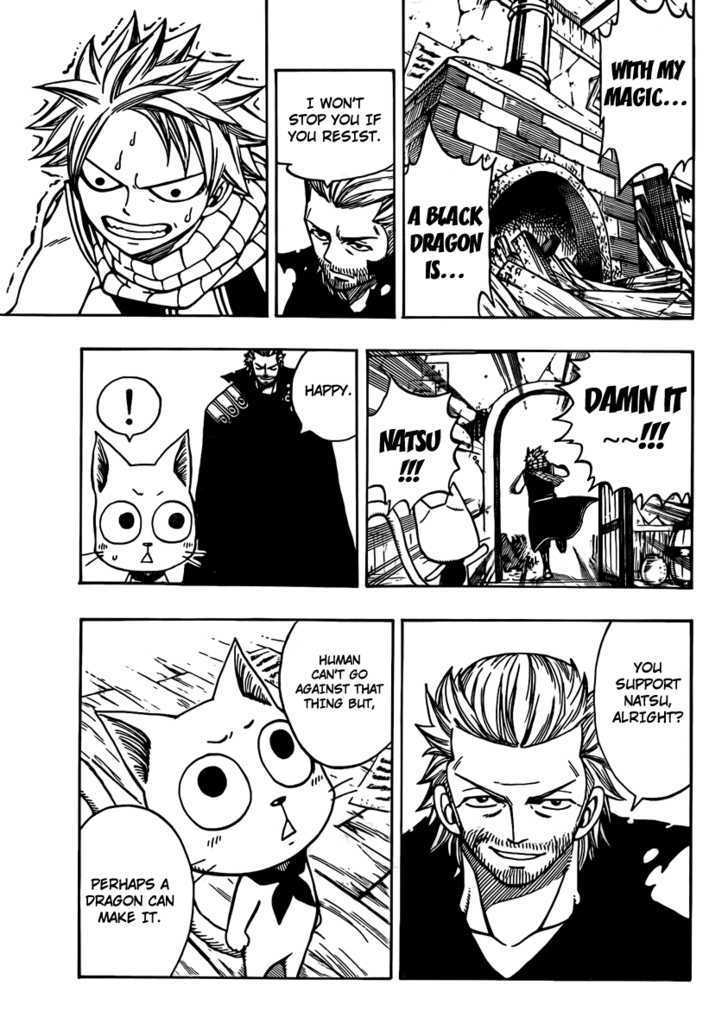 WITH MY
MAGIC...
A BLACK
DRAGON
IS...
I WON'T
STOP YOU IF
YOU RESIST.
DAMN IT
~~!!!
NATSU
!!!
HAPPY.
!
YOU
SUPPORT
NATSU,
ALRIGHT?
HUMAN
CAN'T GO
AGAINST THAT
THING BUT,
PERHAPS A
DRAGON CAN
MAKE IT.